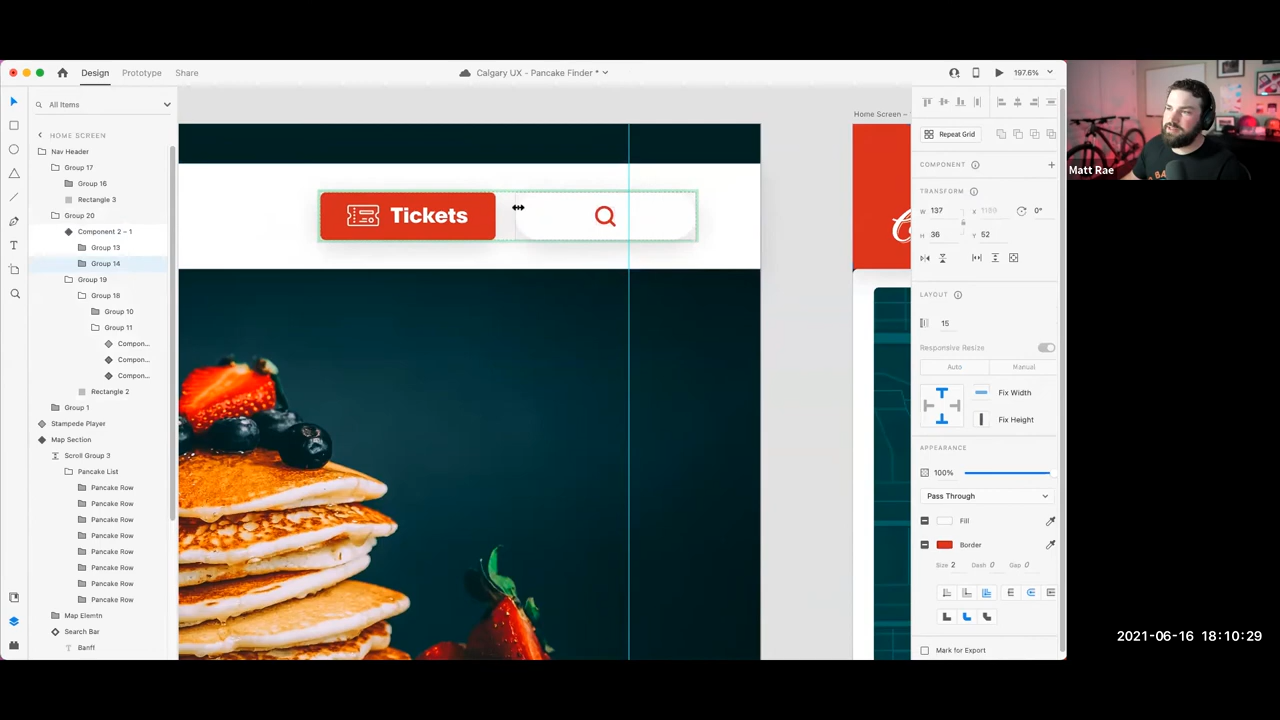 Design
Prototype
Share
Calgary UX - Pancake Finder *
197.6%
All Items
HOME SCREEN
Nav Header
Group 17
Group 16
Rectangle 3
Group 20
Component 2 – 1
Group 13
Group 14
Group 19
Group 18
Group 10
Group 11
Compon...
Compon...
Compon...
Rectangle 2
Group 1
Stampede Player
Map Section
Scroll Group 3
Pancake List
Pancake Row
Pancake Row
Pancake Row
Pancake Row
Pancake Row
Pancake Row
Pancake Row
Pancake Row
Map Elemtn
Search Bar
Banff
Tickets
Home Screen –
Repeat Grid
COMPONENT
TRANSFORM
W 137 X 1189 0°
H 36 Y 52
LAYOUT
15
Responsive Resize
Auto Manual
Fix Width
Fix Height
APPEARANCE
100%
Pass Through
Fill
Border
Size 2 Dash 0 Gap 0
Mark for Export
Matt Rae
2021-06-16 18:10:29